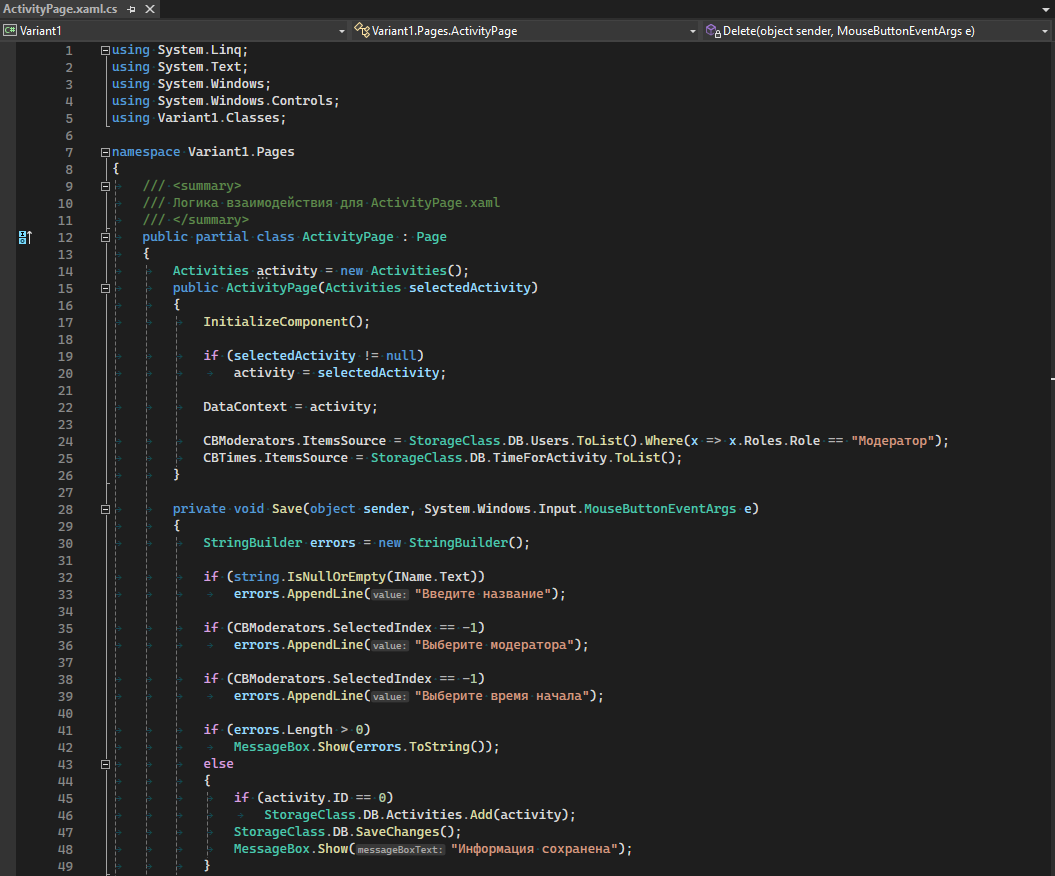 ActivityPage.xaml.cs
C# Variant1 Variant1.Pages.ActivityPage Delete(object sender, MouseButtonEventArgs e)
1 using System.Linq;
2 using System.Text;
3 using System.Windows;
4 using System.Windows.Controls;
5 using Variant1.Classes;
6
7 namespace Variant1.Pages
8 {
9 /// <summary>
10 /// Логика взаимодействия для ActivityPage.xaml
11 /// </summary>
12 public partial class ActivityPage : Page
13 {
14 Activities activity = new Activities();
15 public ActivityPage(Activities selectedActivity)
16 {
17 InitializeComponent();
18
19 if (selectedActivity != null)
20 activity = selectedActivity;
21
22 DataContext = activity;
23
24 CBModerators.ItemsSource = StorageClass.DB.Users.ToList().Where(x => x.Roles.Role == "Модератор");
25 CBTimes.ItemsSource = StorageClass.DB.TimeForActivity.ToList();
26 }
27
28 private void Save(object sender, System.Windows.Input.MouseButtonEventArgs e)
29 {
30 StringBuilder errors = new StringBuilder();
31
32 if (string.IsNullOrEmpty(IName.Text))
33 errors.AppendLine(value: "Введите название");
34
35 if (CBModerators.SelectedIndex == -1)
36 errors.AppendLine(value: "Выберите модератора");
37
38 if (CBModerators.SelectedIndex == -1)
39 errors.AppendLine(value: "Выберите время начала");
40
41 if (errors.Length > 0)
42 MessageBox.Show(errors.ToString());
43 else
44 {
45 if (activity.ID == 0)
46 StorageClass.DB.Activities.Add(activity);
47 StorageClass.DB.SaveChanges();
48 MessageBox.Show(messageBoxText: "Информация сохранена");
49 }